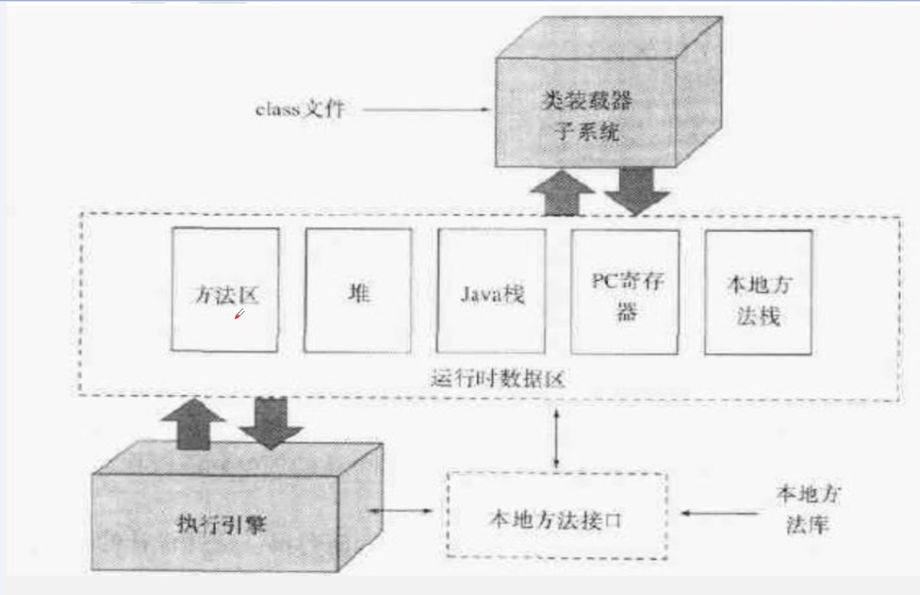 class文件
类装载器
子系统
方法区
堆
Java栈
PC寄存
器
本地方
法栈
运行时数据区
执行引擎
本地方法接口
本地方
法库